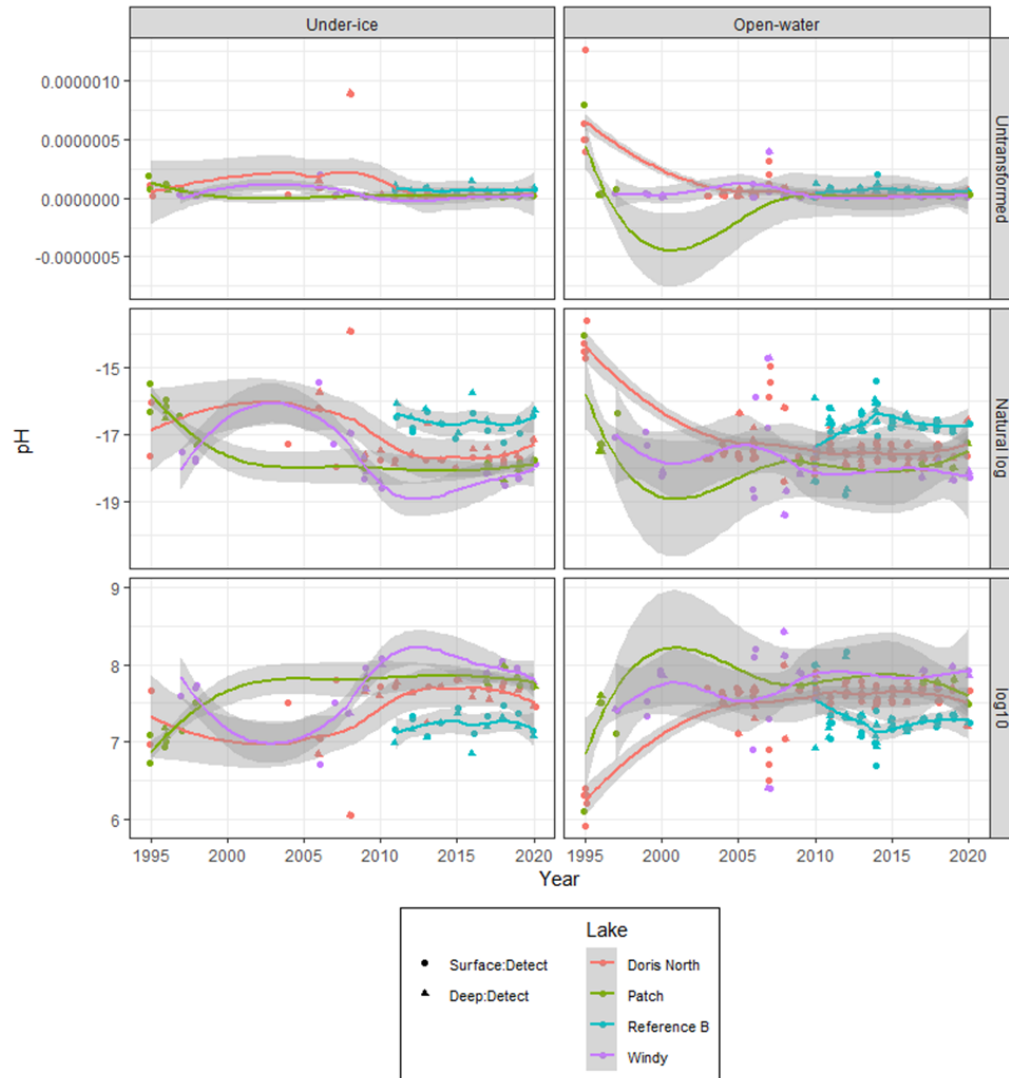 Under-ice Open-water
0.0000010
0.0000005
0.0000000
-0.0000005
Untransformed
-15
-17
-19
Natural log
pH
9
8
7
6
log10
1995 2000 2005 2010 2015 2020 1995 2000 2005 2010 2015 2020
Year
Lake
Surface:Detect
Deep:Detect
Doris North
Patch
Reference B
Windy